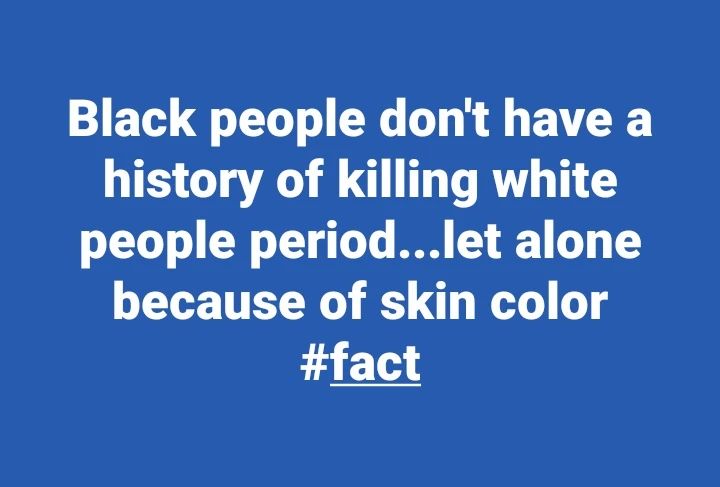 Black people don't have a
history of killing white
people period...let alone
because of skin color
#fact